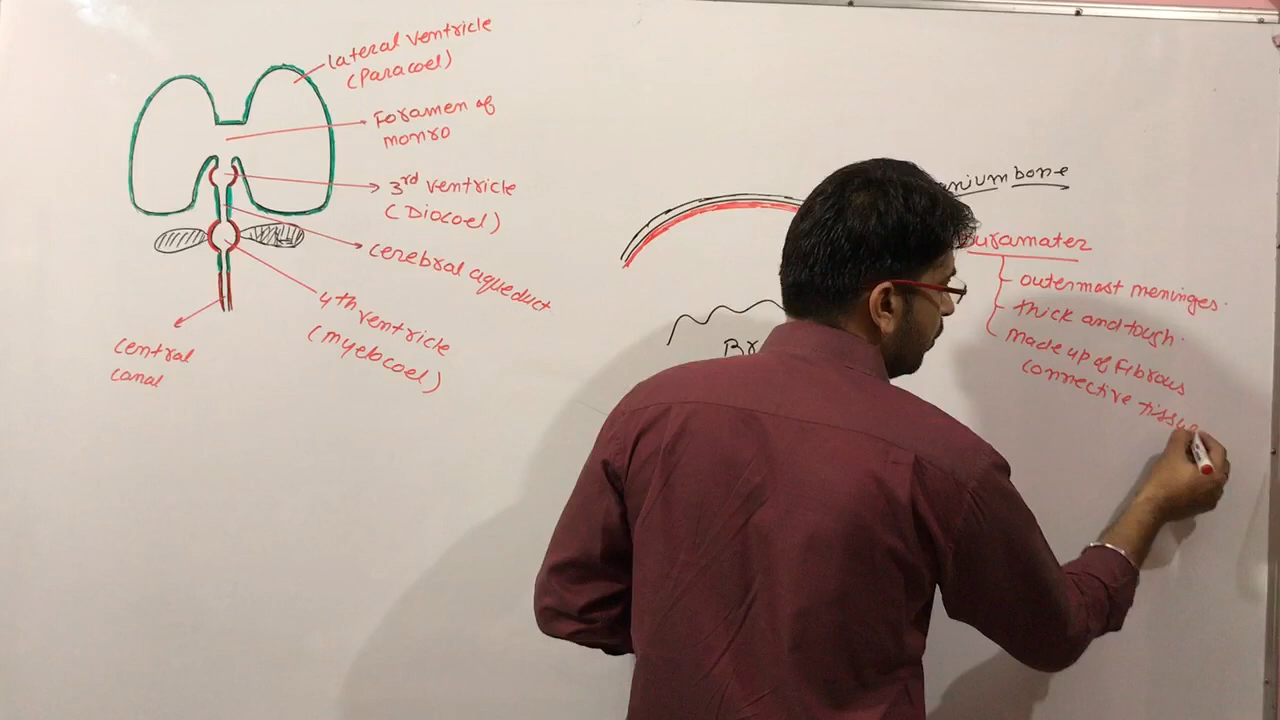 lateral ventricle
(Paracoel)
Foramen of
monro
3rd ventricle
(Diocoel)
cerebral aqueduct
4th ventricle
(myelocoel)
central
canal
bone
outermost meninges.
thick and tough.
made up of Fibrous
connective tissue